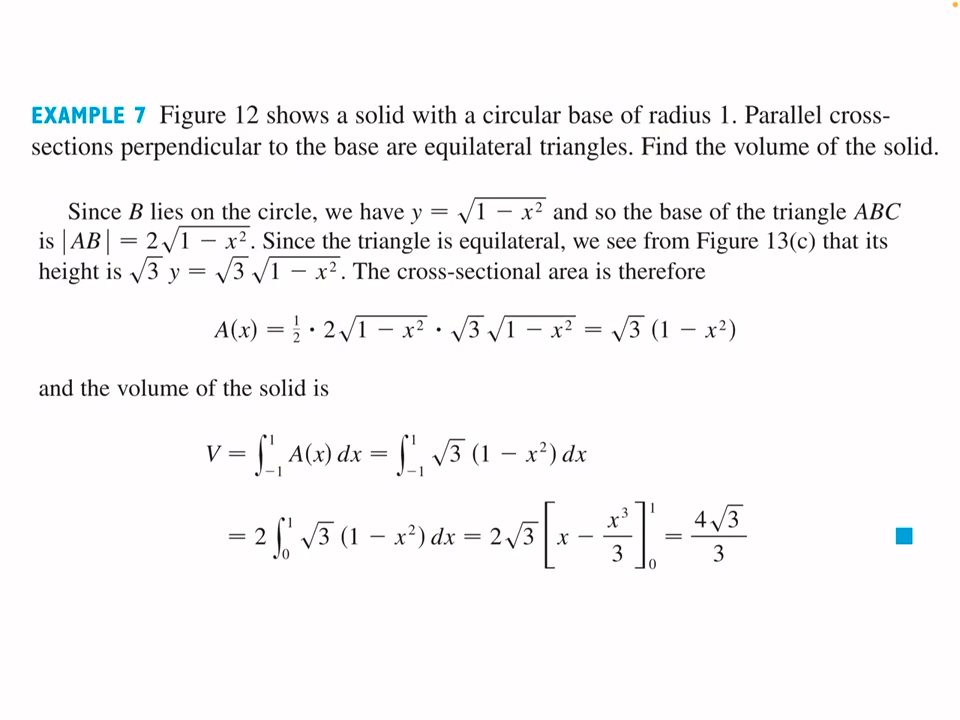 EXAMPLE 7 Figure 12 shows a solid with a circular base of radius 1. Parallel cross-
sections perpendicular to the base are equilateral triangles. Find the volume of the solid.
Since B lies on the circle, we have y = √(1 − x²) and so the base of the triangle ABC
is |AB| = 2√(1 − x²). Since the triangle is equilateral, we see from Figure 13(c) that its
height is √3 y = √3 √(1 − x²). The cross-sectional area is therefore
A(x) = ½ · 2√(1 − x²) · √3 √(1 − x²) = √3 (1 − x²)
and the volume of the solid is
V = ∫₋₁¹ A(x) dx = ∫₋₁¹ √3 (1 − x²) dx
= 2 ∫₀¹ √3 (1 − x²) dx = 2√3 [x − x³/3]₀¹ = 4√3/3